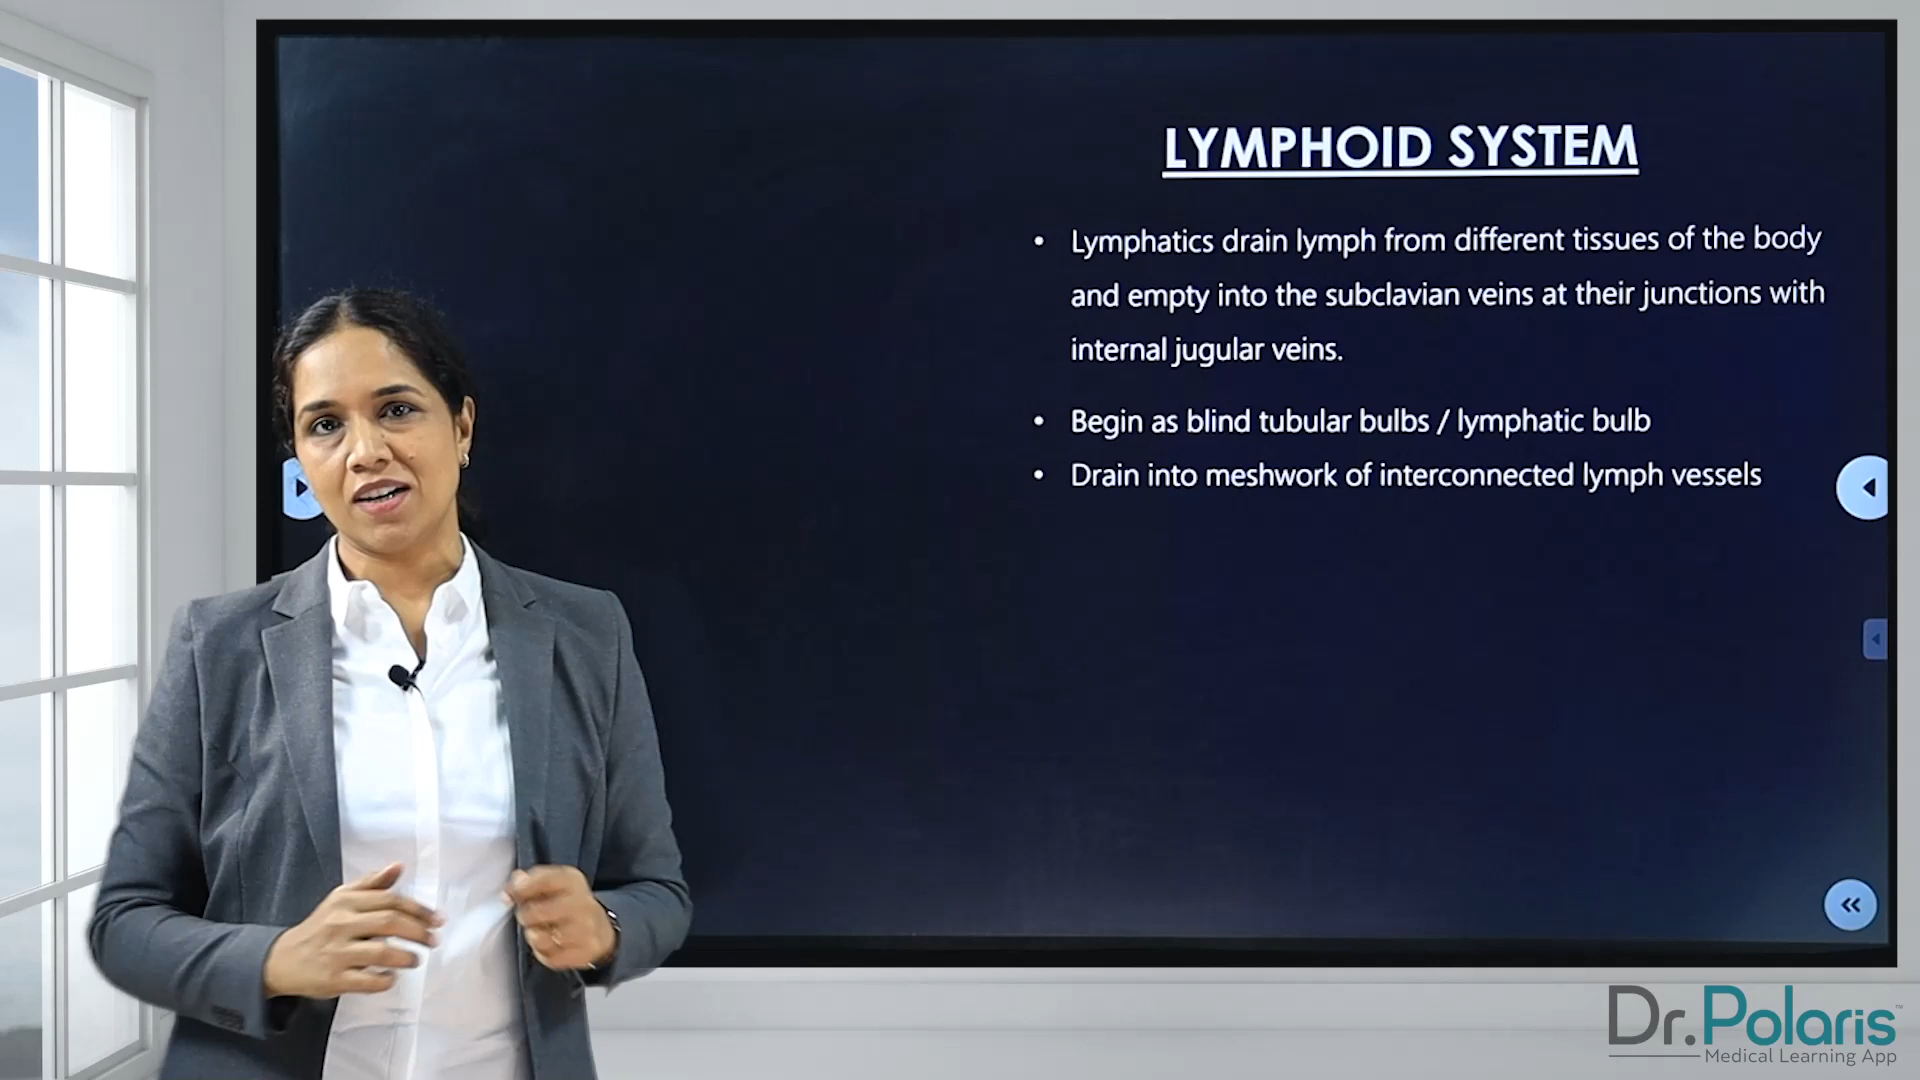 LYMPHOID SYSTEM
• Lymphatics drain lymph from different tissues of the body
and empty into the subclavian veins at their junctions with
internal jugular veins.
• Begin as blind tubular bulbs / lymphatic bulb
• Drain into meshwork of interconnected lymph vessels
Dr.Polaris™
Medical Learning App